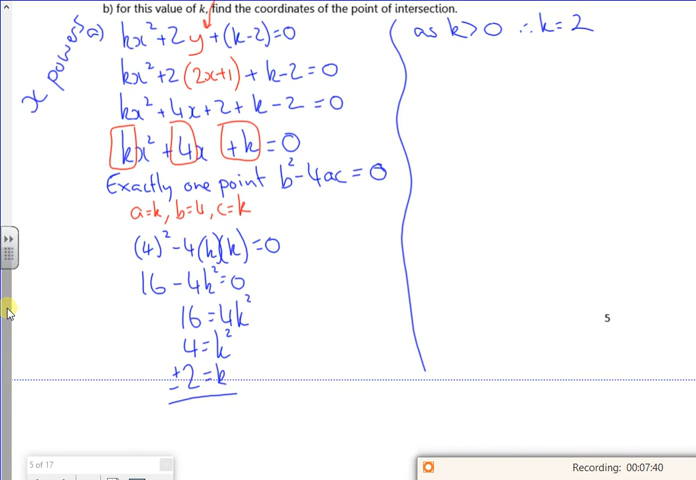 b) for this value of k, find the coordinates of the point of intersection.
x powers
a) kx² + 2y + (k-2) = 0
kx² + 2(2x+1) + k-2 = 0
kx² + 4x + 2 + k - 2 = 0
kx² + 4x + k = 0
Exactly one point b² - 4ac = 0
a=k, b=4, c=k
(4)² - 4(k)(k) = 0
16 - 4k² = 0
16 = 4k²
4 = k²
±2 = k
as k > 0 ∴ k = 2
5
5 of 17
Recording: 00:07:40